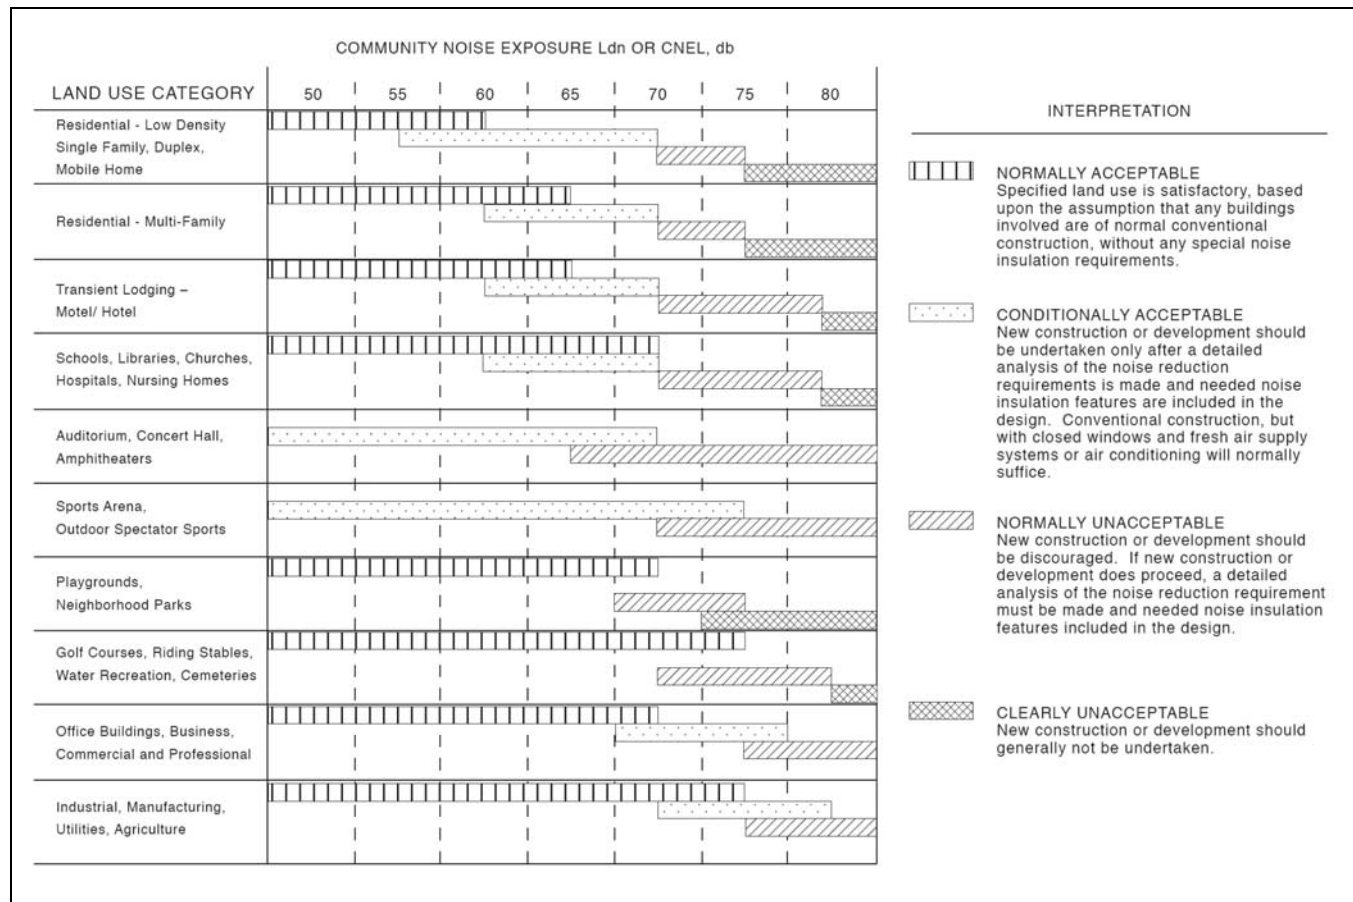 COMMUNITY NOISE EXPOSURE Ldn OR CNEL, db
LAND USE CATEGORY
50 55 60 65 70 75 80
Residential - Low Density
Single Family, Duplex,
Mobile Home
Residential - Multi-Family
Transient Lodging –
Motel/ Hotel
Schools, Libraries, Churches,
Hospitals, Nursing Homes
Auditorium, Concert Hall,
Amphitheaters
Sports Arena,
Outdoor Spectator Sports
Playgrounds,
Neighborhood Parks
Golf Courses, Riding Stables,
Water Recreation, Cemeteries
Office Buildings, Business,
Commercial and Professional
Industrial, Manufacturing,
Utilities, Agriculture
INTERPRETATION
NORMALLY ACCEPTABLE
Specified land use is satisfactory, based
upon the assumption that any buildings
involved are of normal conventional
construction, without any special noise
insulation requirements.
CONDITIONALLY ACCEPTABLE
New construction or development should
be undertaken only after a detailed
analysis of the noise reduction
requirements is made and needed noise
insulation features are included in the
design. Conventional construction, but
with closed windows and fresh air supply
systems or air conditioning will normally
suffice.
NORMALLY UNACCEPTABLE
New construction or development should
be discouraged. If new construction or
development does proceed, a detailed
analysis of the noise reduction requirement
must be made and needed noise insulation
features included in the design.
CLEARLY UNACCEPTABLE
New construction or development should
generally not be undertaken.